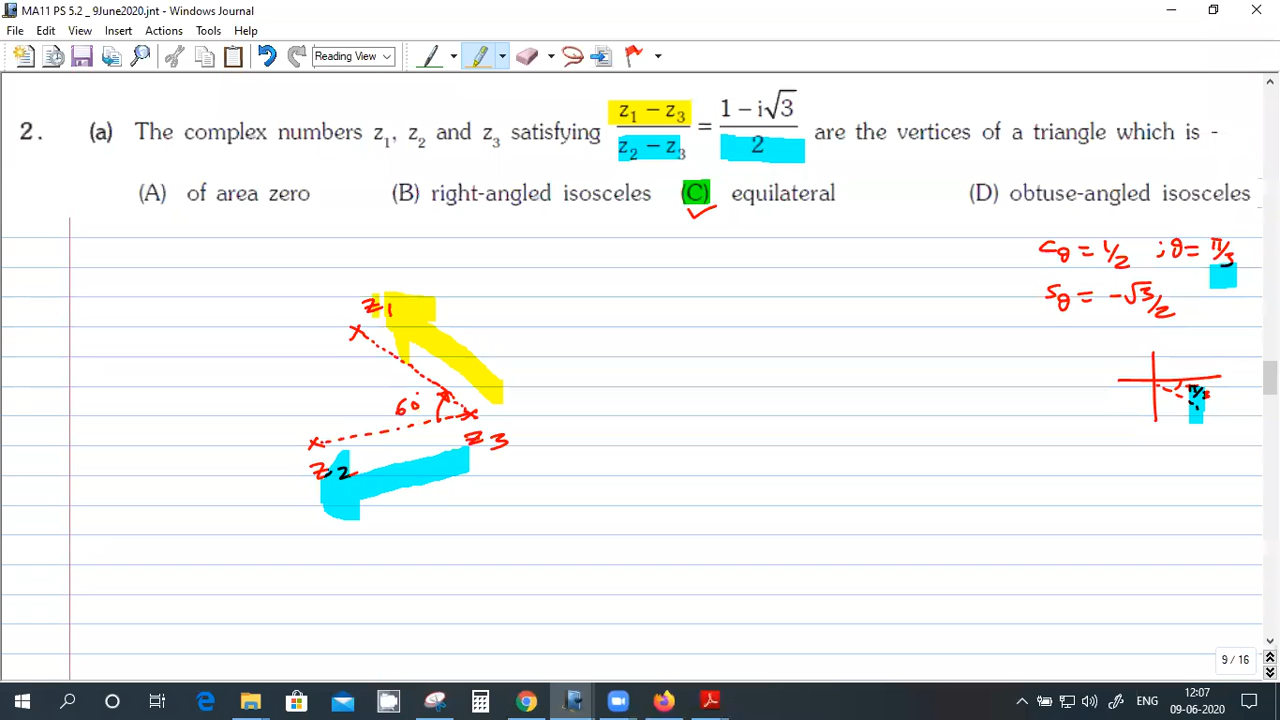 MA11 PS 5.2 _ 9June2020.jnt - Windows Journal
File Edit View Insert Actions Tools Help
Reading View
2. (a) The complex numbers z₁, z₂ and z₃ satisfying (z₁ − z₃)/(z₂ − z₃) = (1 − i√3)/2 are the vertices of a triangle which is -
(A) of area zero (B) right-angled isosceles (C) equilateral (D) obtuse-angled isosceles
Cθ = 1/2 ; θ = π/3
Sθ = -√3/2
z1
π/3
60°
z3
z2
9 / 16
ENG
12:07
09-06-2020